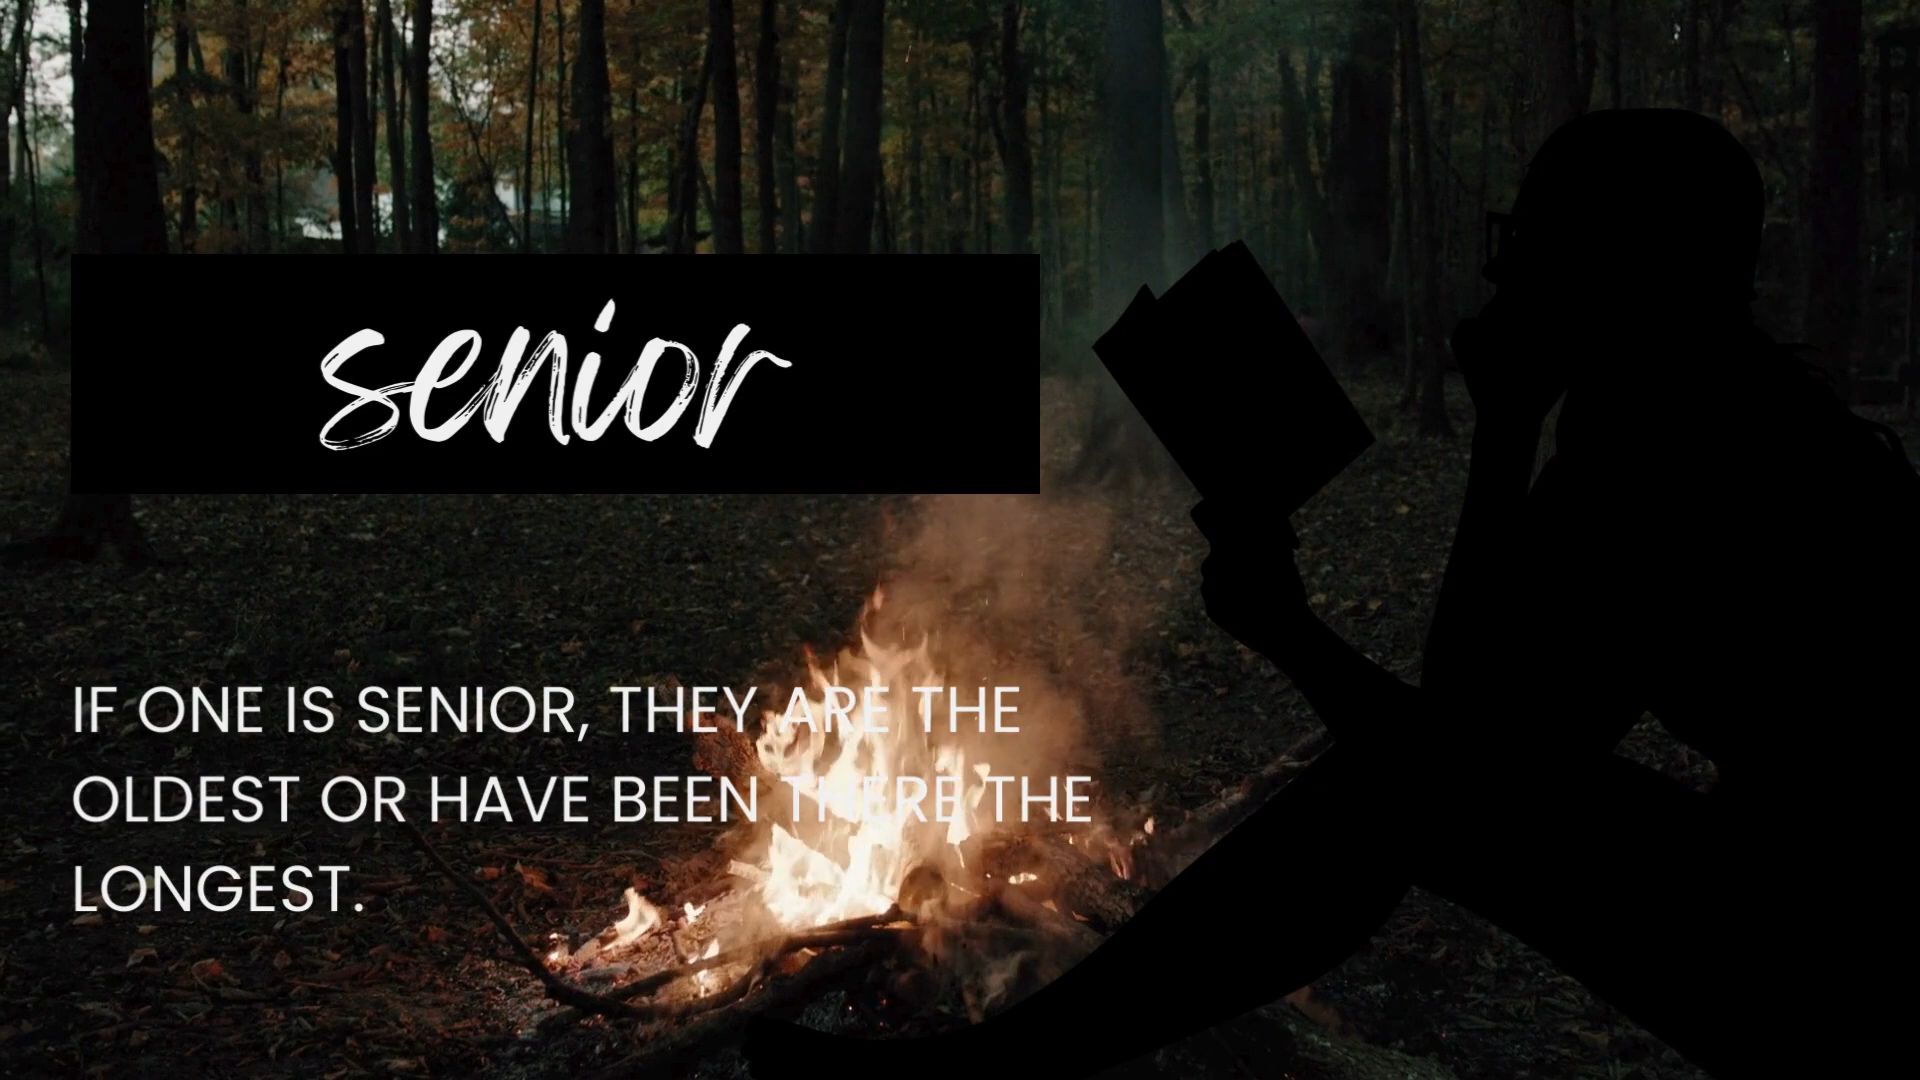 senior
IF ONE IS SENIOR, THEY ARE THE
OLDEST OR HAVE BEEN THERE THE
LONGEST.